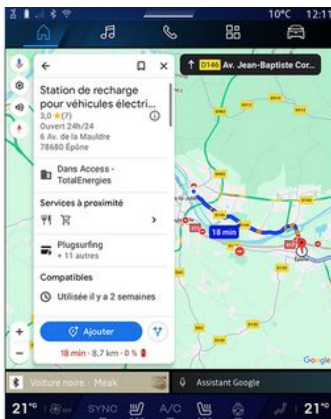 10°C 12:11
D146 Av. Jean-Baptiste Cor...
Station de recharge
pour véhicules électri...
3,0 ★ (7)
Ouvert 24h/24
6 Av. de la Mauldre
78680 Épône
Dans Access -
TotalEnergies
Services à proximité
Plugsurfing
+ 11 autres
Compatibles
Utilisée il y a 2 semaines
Ajouter
18 min · 8,7 km · 0 %
18 min
Épône
Google
Voiture noire · Meak
Assistant Google
21°C
OFF
SYNC
A/C
21°C